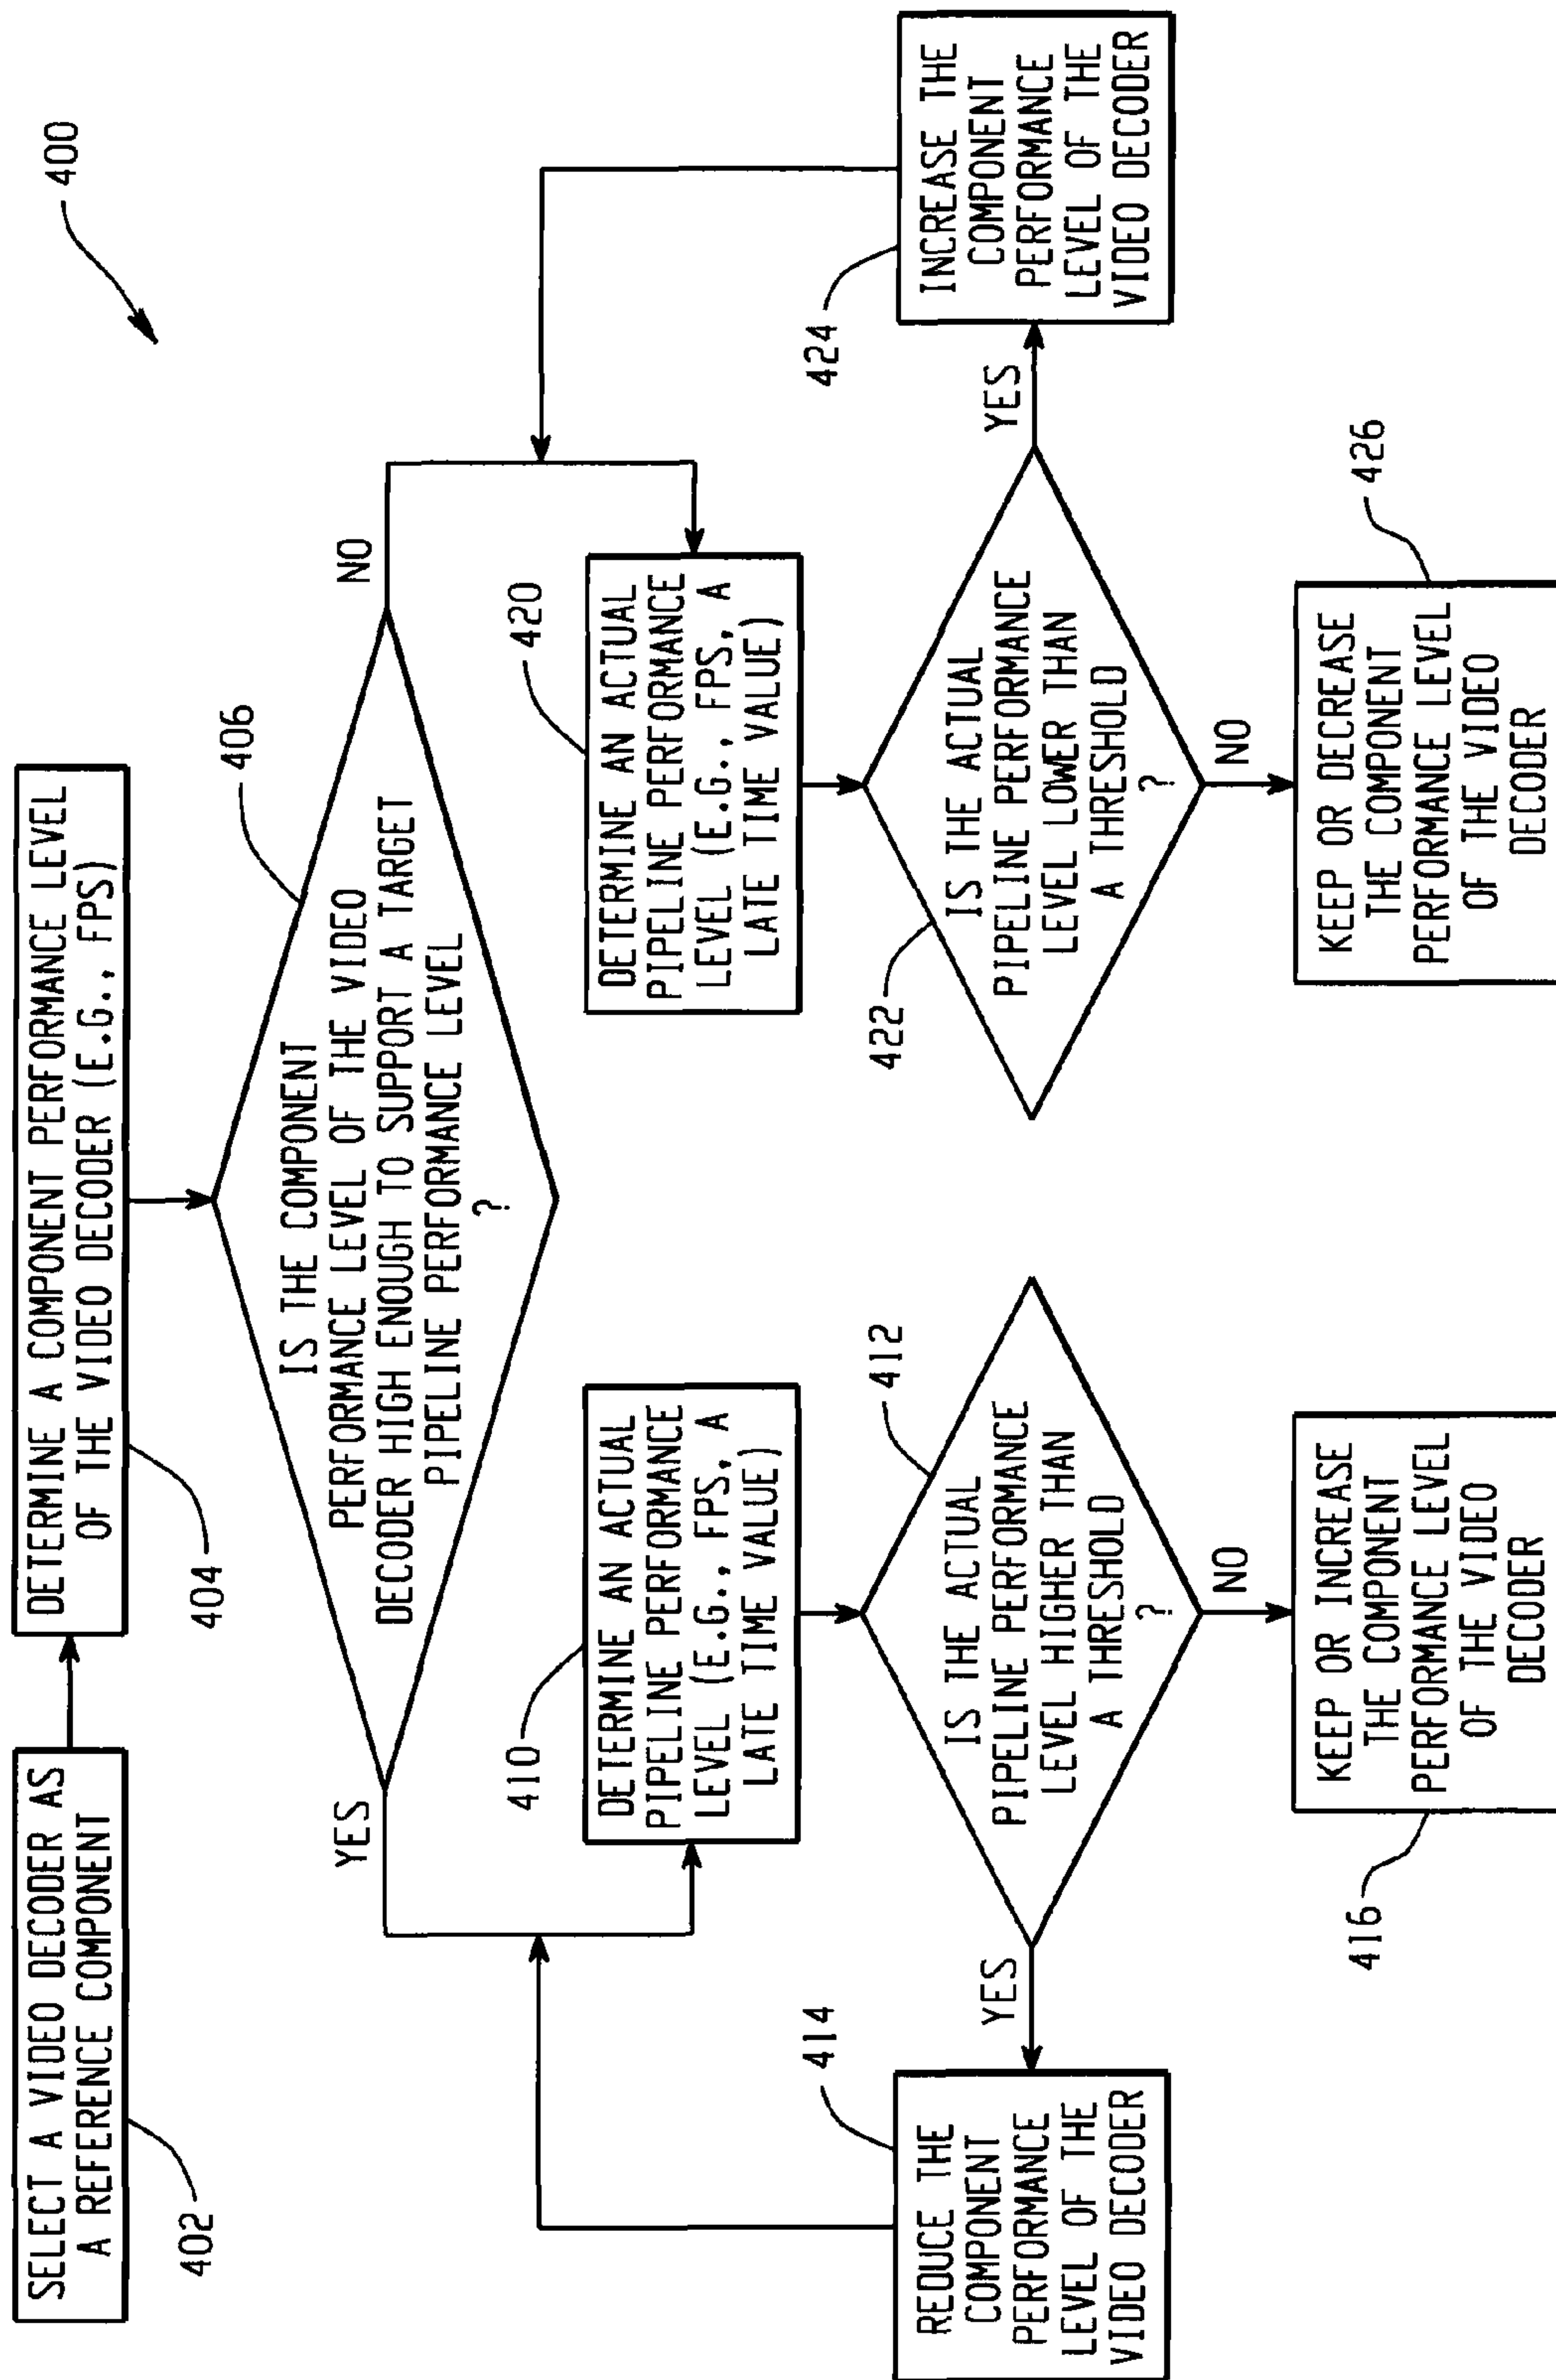 400
SELECT A VIDEO DECODER AS
A REFERENCE COMPONENT
402
DETERMINE A COMPONENT PERFORMANCE LEVEL
OF THE VIDEO DECODER (E.G., FPS)
404
IS THE COMPONENT
PERFORMANCE LEVEL OF THE VIDEO
DECODER HIGH ENOUGH TO SUPPORT A TARGET
PIPELINE PERFORMANCE LEVEL
?
406
YES
NO
410
DETERMINE AN ACTUAL
PIPELINE PERFORMANCE
LEVEL (E.G., FPS, A
LATE TIME VALUE)
IS THE ACTUAL
PIPELINE PERFORMANCE
LEVEL HIGHER THAN
A THRESHOLD
?
412
YES
NO
414
REDUCE THE
COMPONENT
PERFORMANCE
LEVEL OF THE
VIDEO DECODER
KEEP OR INCREASE
THE COMPONENT
PERFORMANCE LEVEL
OF THE VIDEO
DECODER
416
420
DETERMINE AN ACTUAL
PIPELINE PERFORMANCE
LEVEL (E.G., FPS, A
LATE TIME VALUE)
422
IS THE ACTUAL
PIPELINE PERFORMANCE
LEVEL LOWER THAN
A THRESHOLD
?
YES
NO
424
INCREASE THE
COMPONENT
PERFORMANCE
LEVEL OF THE
VIDEO DECODER
KEEP OR DECREASE
THE COMPONENT
PERFORMANCE LEVEL
OF THE VIDEO
DECODER
426